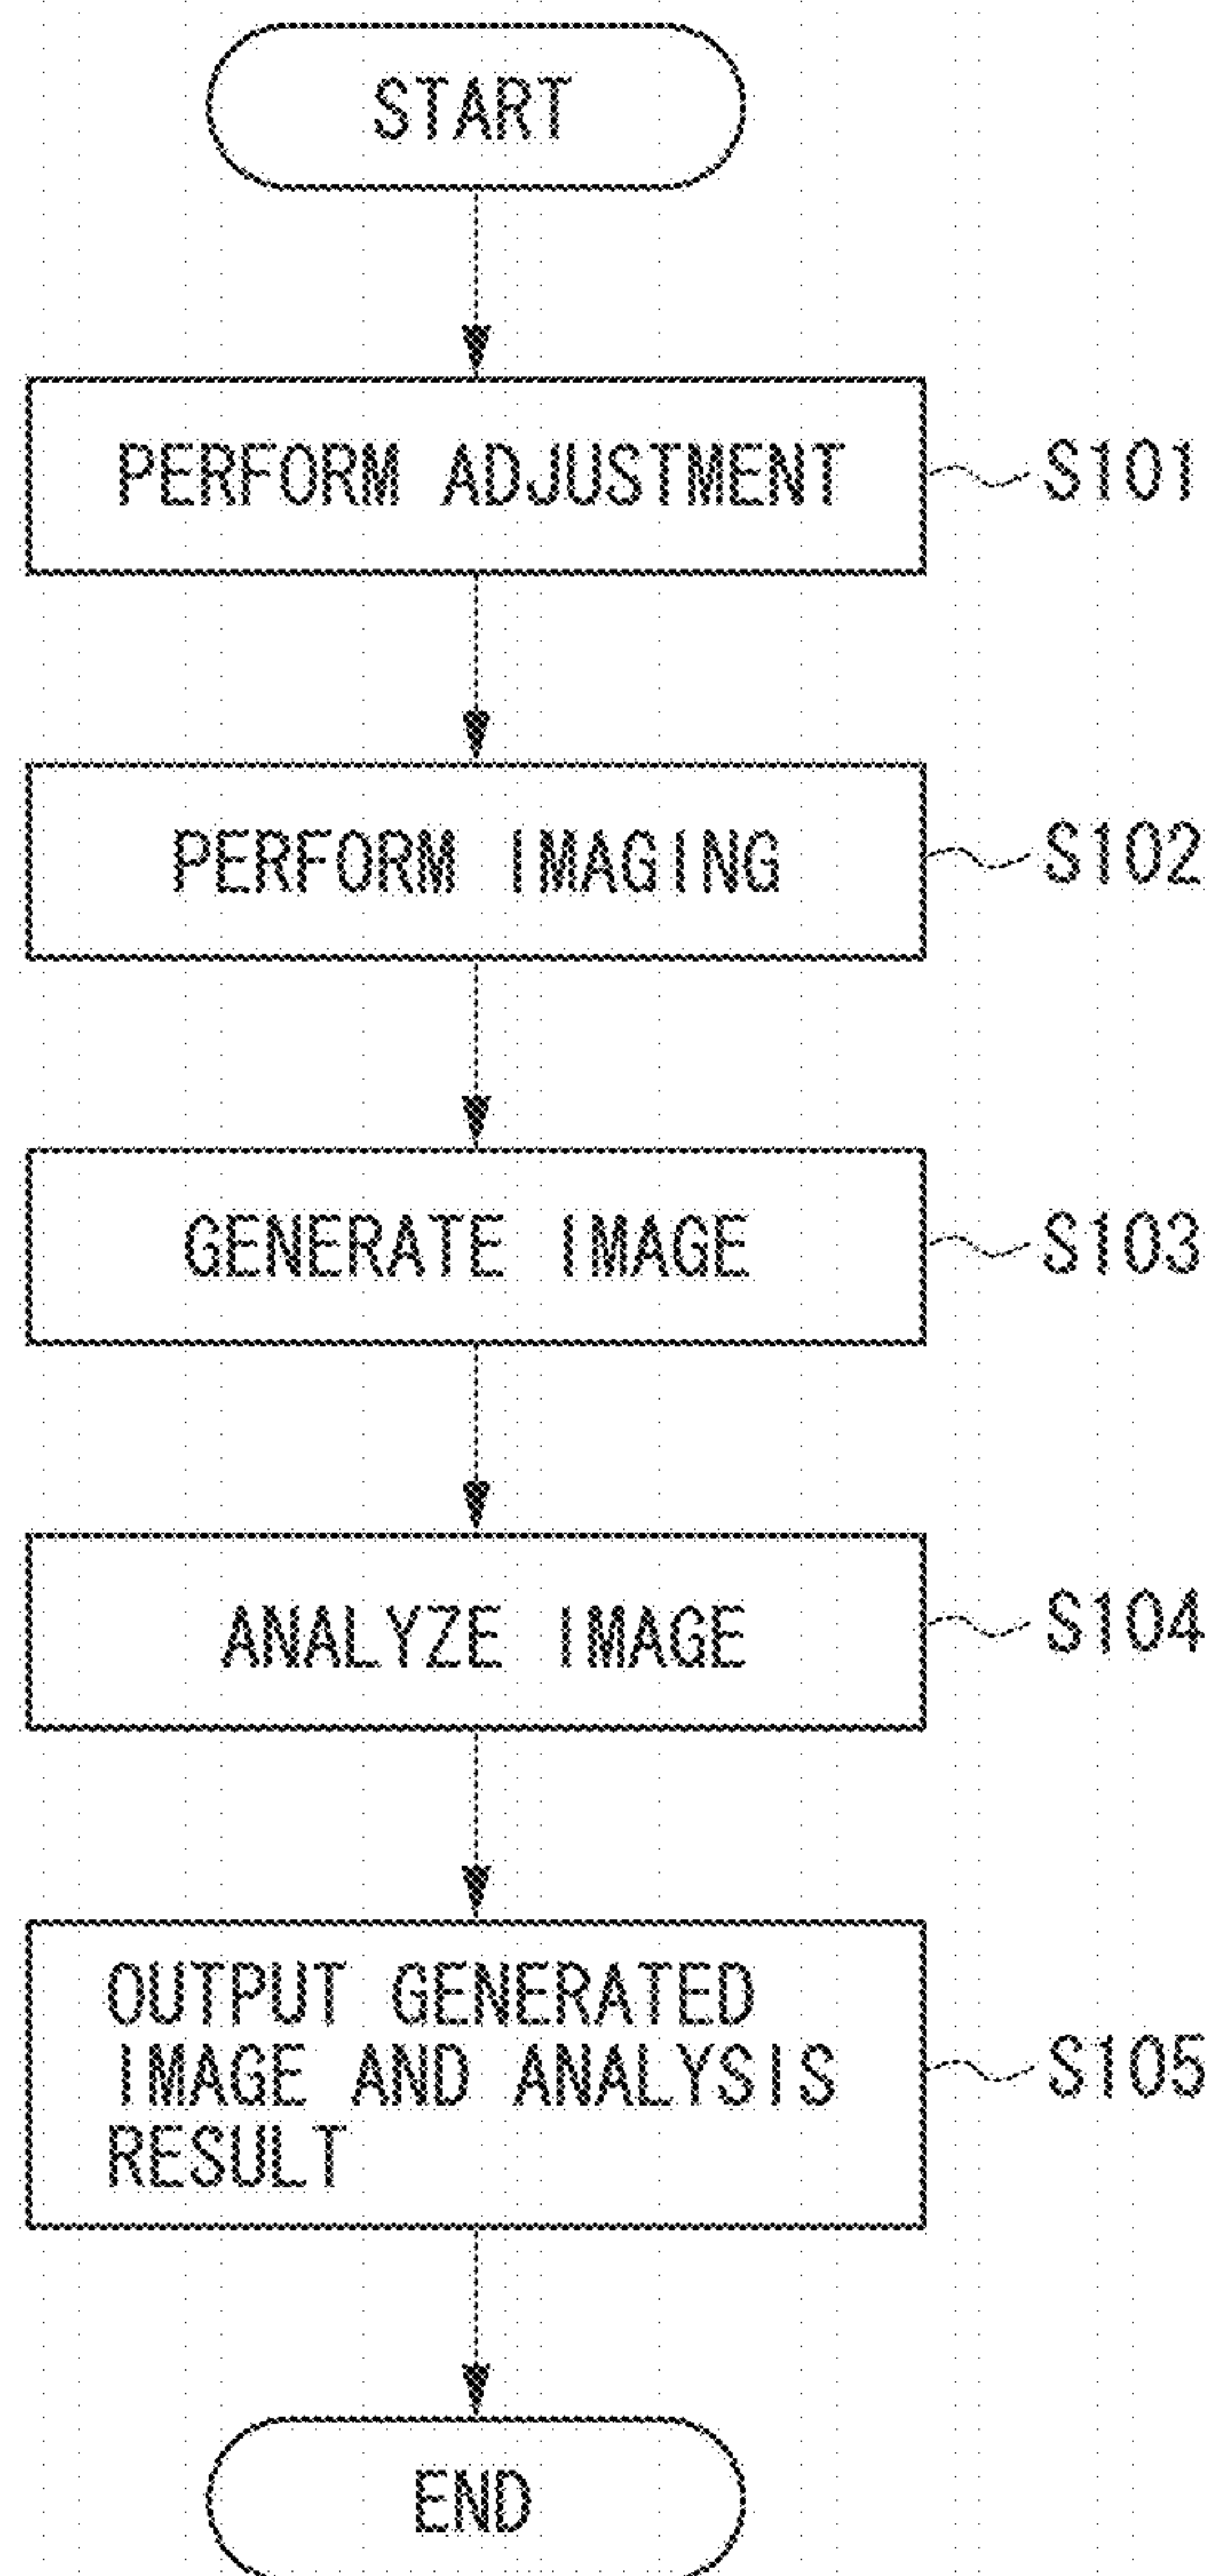 START
PERFORM ADJUSTMENT
S101
PERFORM IMAGING
S102
GENERATE IMAGE
S103
ANALYZE IMAGE
S104
OUTPUT GENERATED
IMAGE AND ANALYSIS
RESULT
S105
END